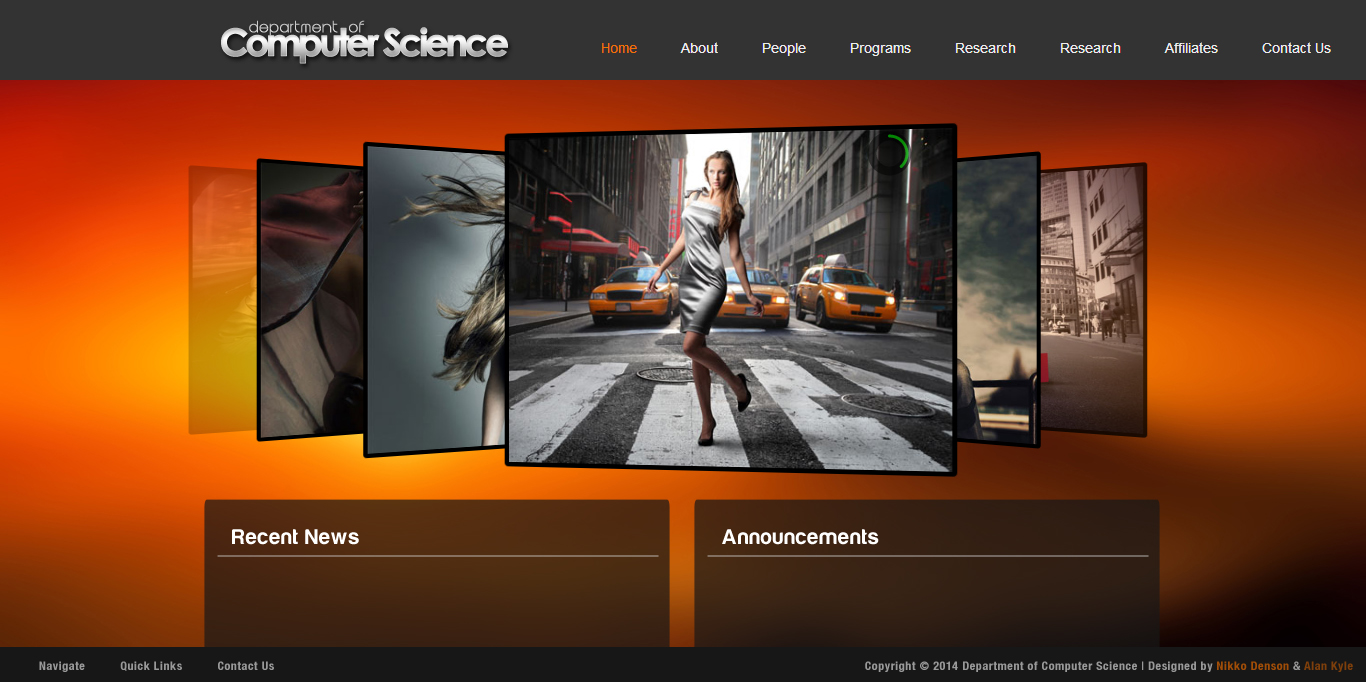 department of
Computer Science
Home About People Programs Research Research Affiliates Contact Us
Recent News
Announcements
Navigate Quick Links Contact Us
Copyright © 2014 Department of Computer Science | Designed by Nikko Denson & Alan Kyle